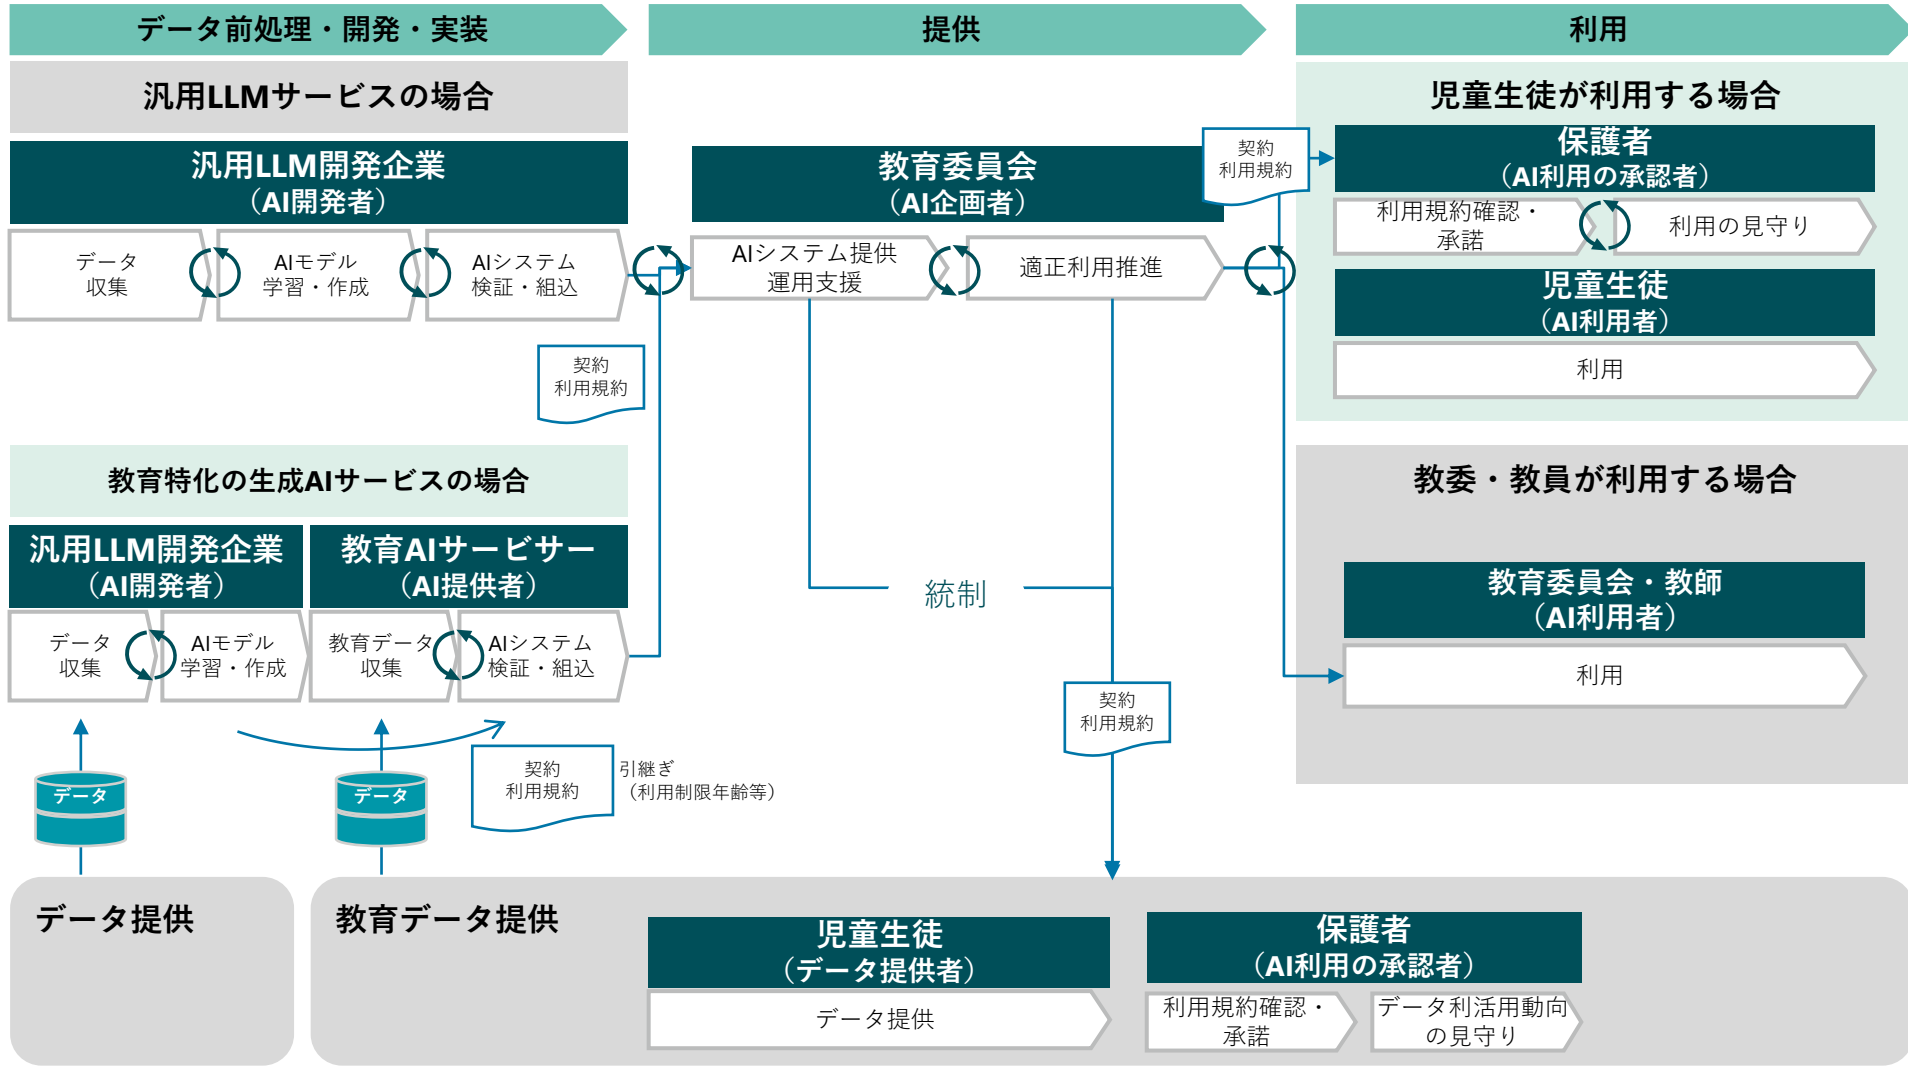 データ前処理・開発・実装
提供
利用
汎用LLMサービスの場合
汎用LLM開発企業
（AI開発者）
データ
収集
AIモデル
学習・作成
AIシステム
検証・組込
契約
利用規約
教育特化の生成AIサービスの場合
汎用LLM開発企業
（AI開発者）
データ
収集
AIモデル
学習・作成
教育AIサービサー
（AI提供者）
教育データ
収集
AIシステム
検証・組込
データ
データ
契約
利用規約
引継ぎ
（利用制限年齢等）
教育委員会
（AI企画者）
AIシステム提供
運用支援
適正利用推進
統制
契約
利用規約
契約
利用規約
児童生徒が利用する場合
保護者
（AI利用の承認者）
利用規約確認・
承諾
利用の見守り
児童生徒
（AI利用者）
利用
教委・教員が利用する場合
教育委員会・教師
（AI利用者）
利用
データ提供
教育データ提供
児童生徒
（データ提供者）
データ提供
保護者
（AI利用の承認者）
利用規約確認・
承諾
データ利活用動向
の見守り